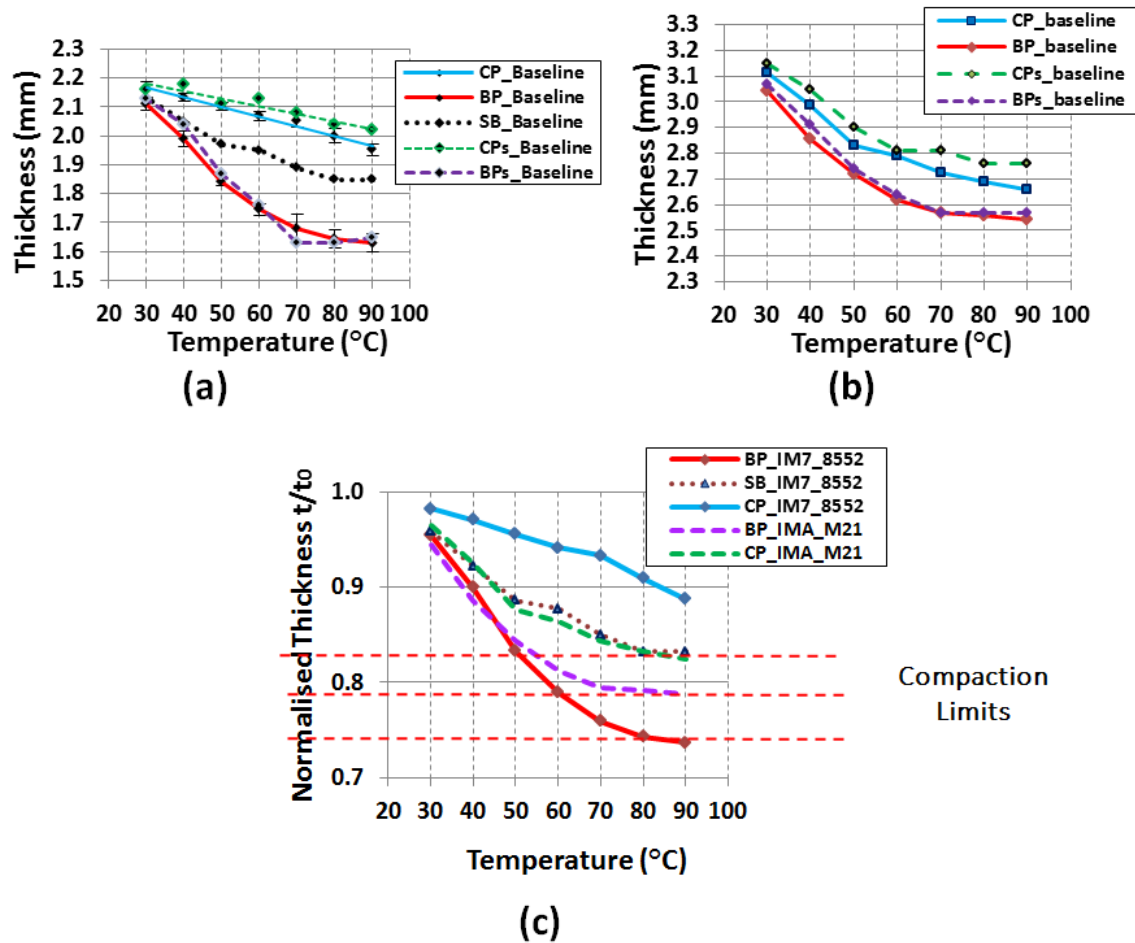 Thickness (mm)
2.3
2.2
2.1
2.0
1.9
1.8
1.7
1.6
1.5
20 30 40 50 60 70 80 90 100
Temperature (°C)
CP_Baseline
BP_Baseline
SB_Baseline
CPs_Baseline
BPs_Baseline
(a)
Thickness (mm)
3.3
3.2
3.1
3.0
2.9
2.8
2.7
2.6
2.5
2.4
2.3
20 30 40 50 60 70 80 90 100
Temperature (°C)
CP_baseline
BP_baseline
CPs_baseline
BPs_baseline
(b)
Normalised Thickness t/t0
1.0
0.9
0.8
0.7
20 30 40 50 60 70 80 90 100
Temperature (°C)
BP_IM7_8552
SB_IM7_8552
CP_IM7_8552
BP_IMA_M21
CP_IMA_M21
Compaction
Limits
(c)